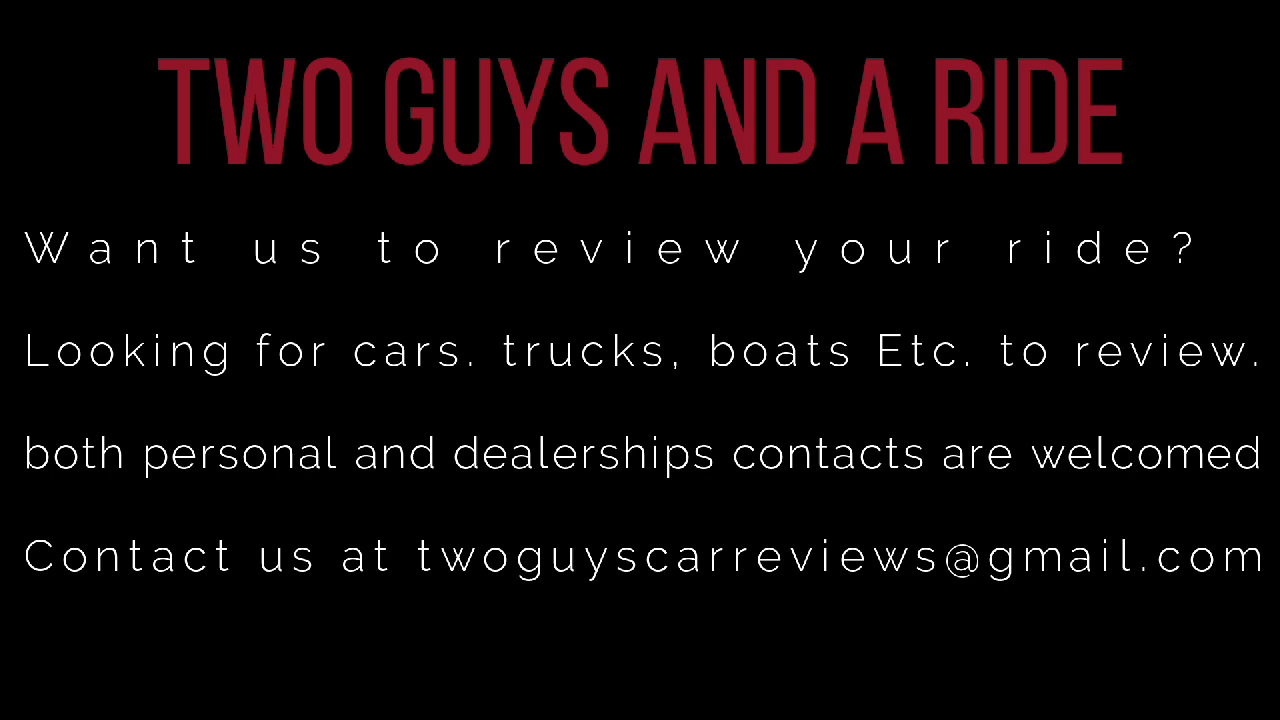 TWO GUYS AND A RIDE
Want us to review your ride?
Looking for cars. trucks, boats Etc. to review.
both personal and dealerships contacts are welcomed
Contact us at twoguyscarreviews@gmail.com